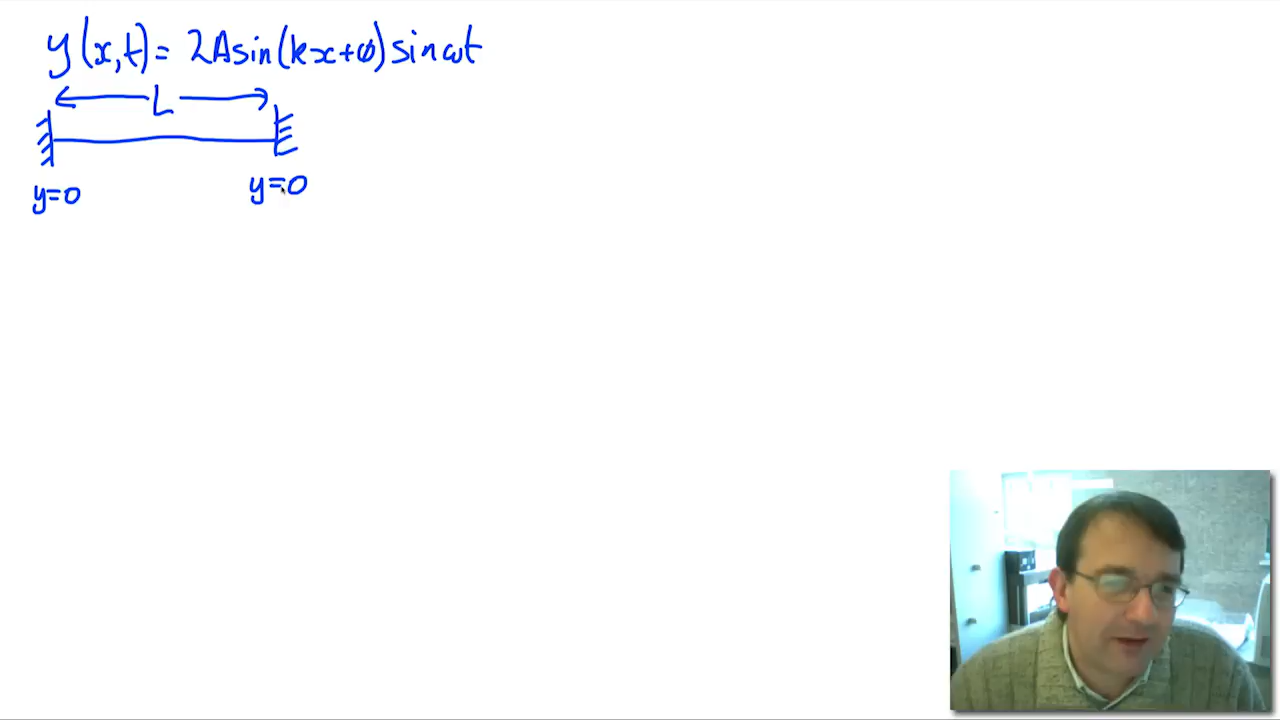 y(x,t)= 2Asin(kx+φ)sinωt
L
y=0 y=0